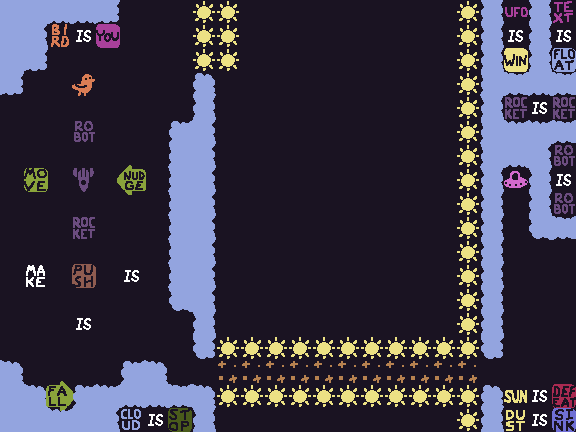 UFO TEXT
BIRD IS YOU IS IS
WIN FLOAT
ROCKET IS ROCKET
ROBOT
ROBOT
MOVE NUDGE IS
ROBOT
ROCKET
MAKE PUSH IS
IS
FALL SUN IS DEFEAT
CLOUD IS STOP DUST IS SINK